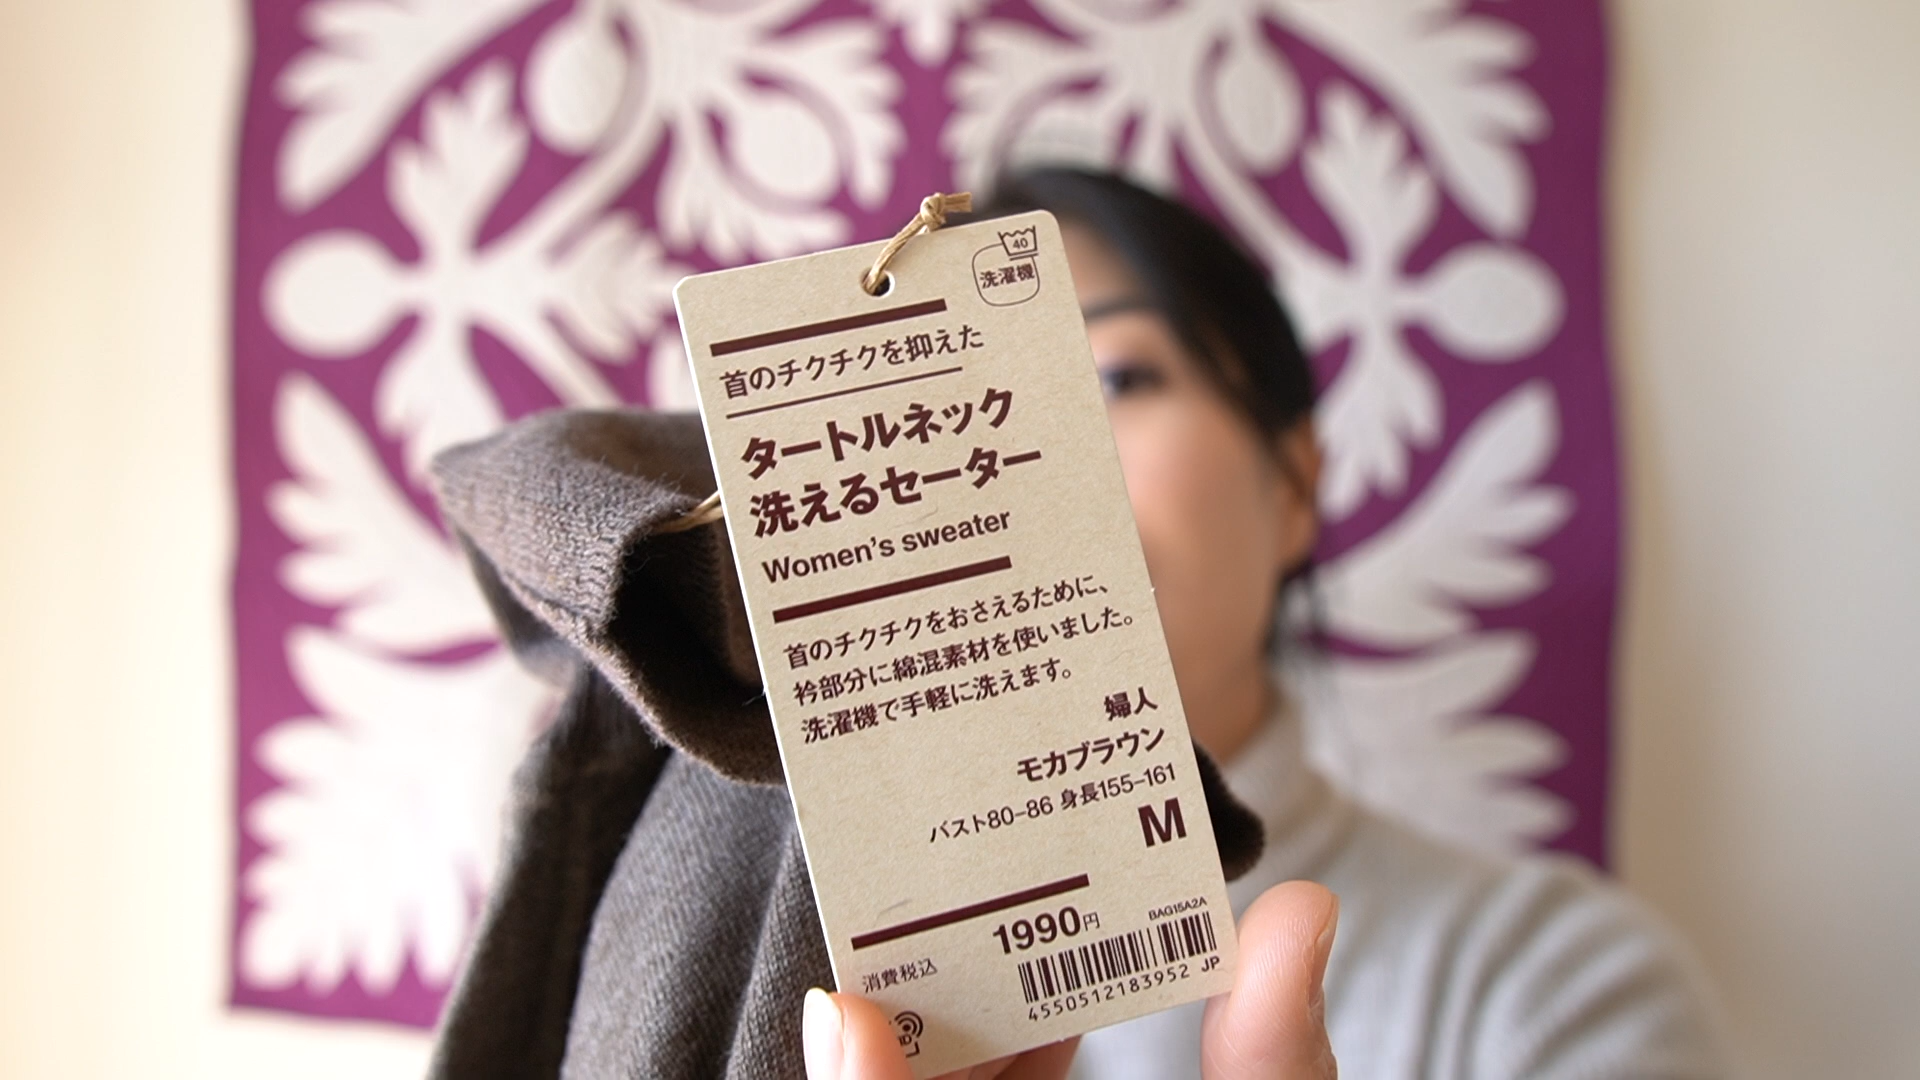 40
洗濯機
首のチクチクを抑えた
タートルネック
洗えるセーター
Women's sweater
首のチクチクをおさえるために、
衿部分に綿混素材を使いました。
洗濯機で手軽に洗えます。
婦人
モカブラウン
バスト80-86 身長155-161
M
1990円
BAG15A2A
消費税込
4550512183952 JP